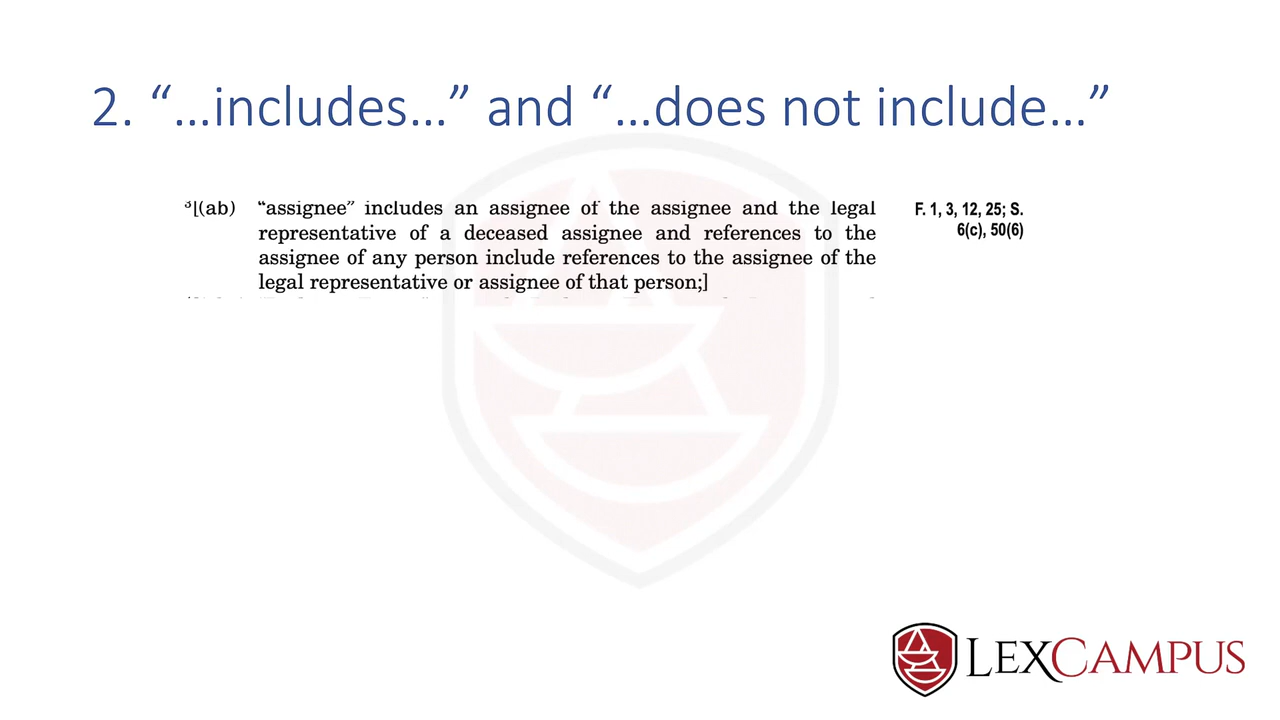 2. “…includes…” and “…does not include…”
³[(ab) “assignee” includes an assignee of the assignee and the legal
representative of a deceased assignee and references to the
assignee of any person include references to the assignee of the
legal representative or assignee of that person;]
F. 1, 3, 12, 25; S.
6(c), 50(6)
LEXCAMPUS